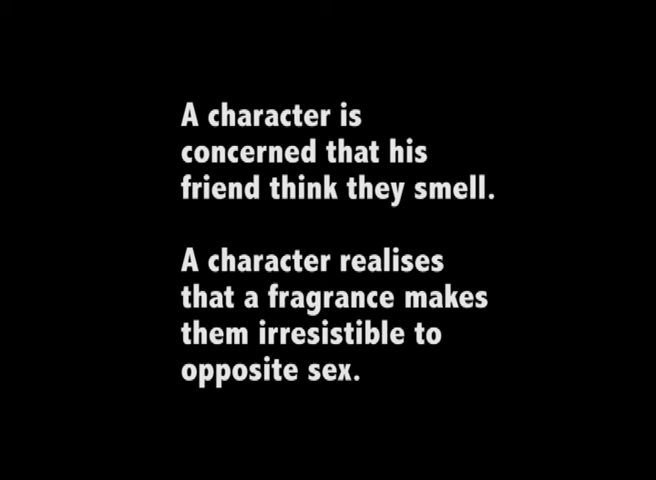 A character is
concerned that his
friend think they smell.
A character realises
that a fragrance makes
them irresistible to
opposite sex.